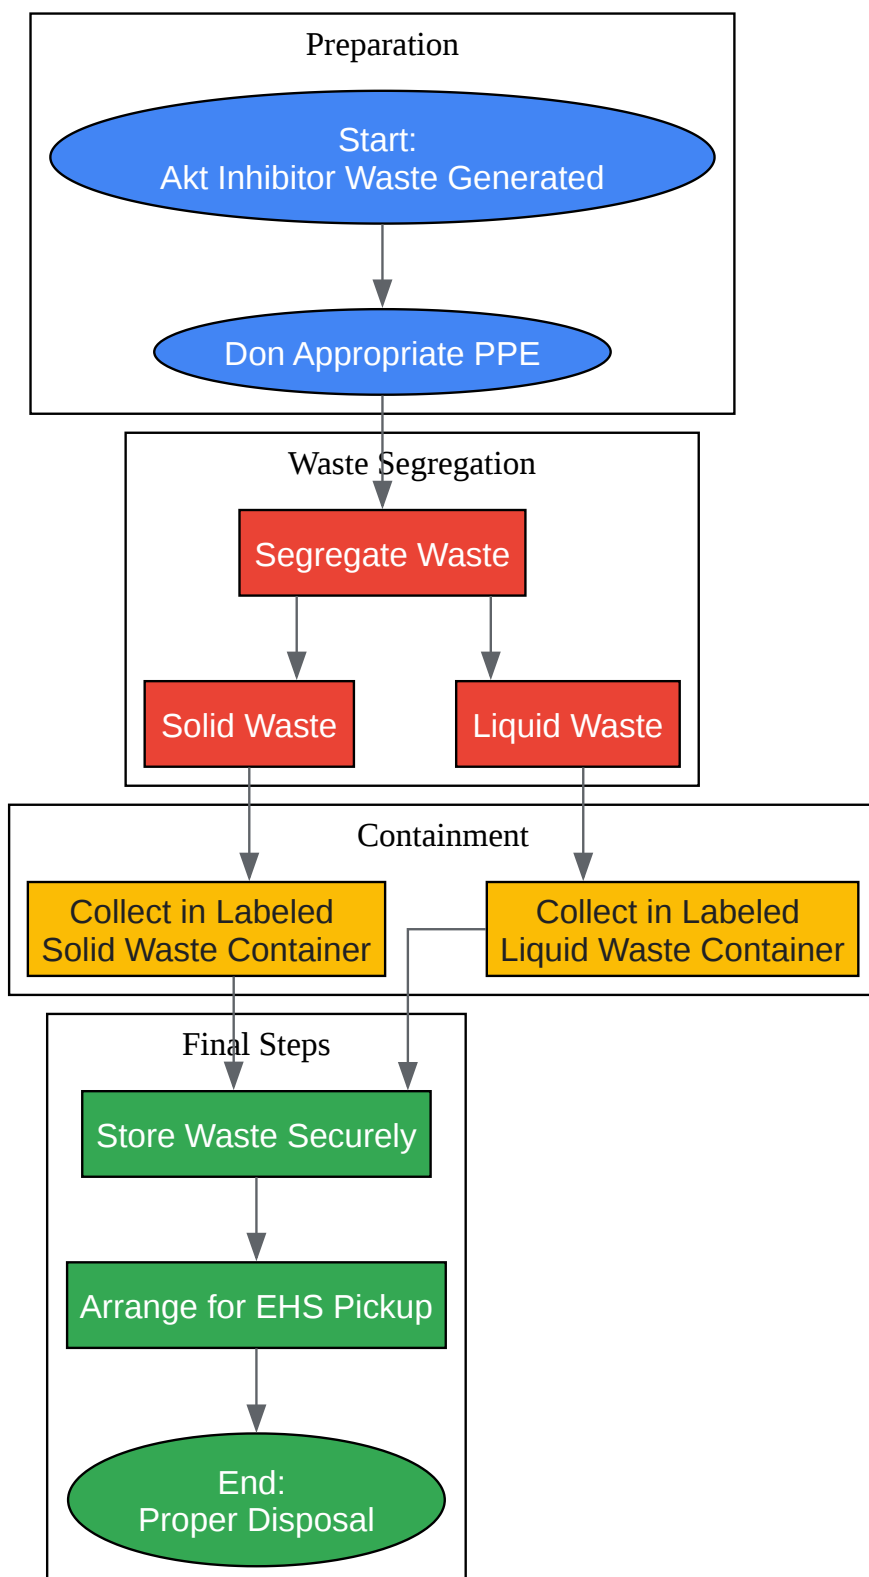 Preparation
Start:
Akt Inhibitor Waste Generated
Don Appropriate PPE
Waste Segregation
Segregate Waste
Solid Waste
Liquid Waste
Containment
Collect in Labeled
Solid Waste Container
Collect in Labeled
Liquid Waste Container
Final Steps
Store Waste Securely
Arrange for EHS Pickup
End:
Proper Disposal